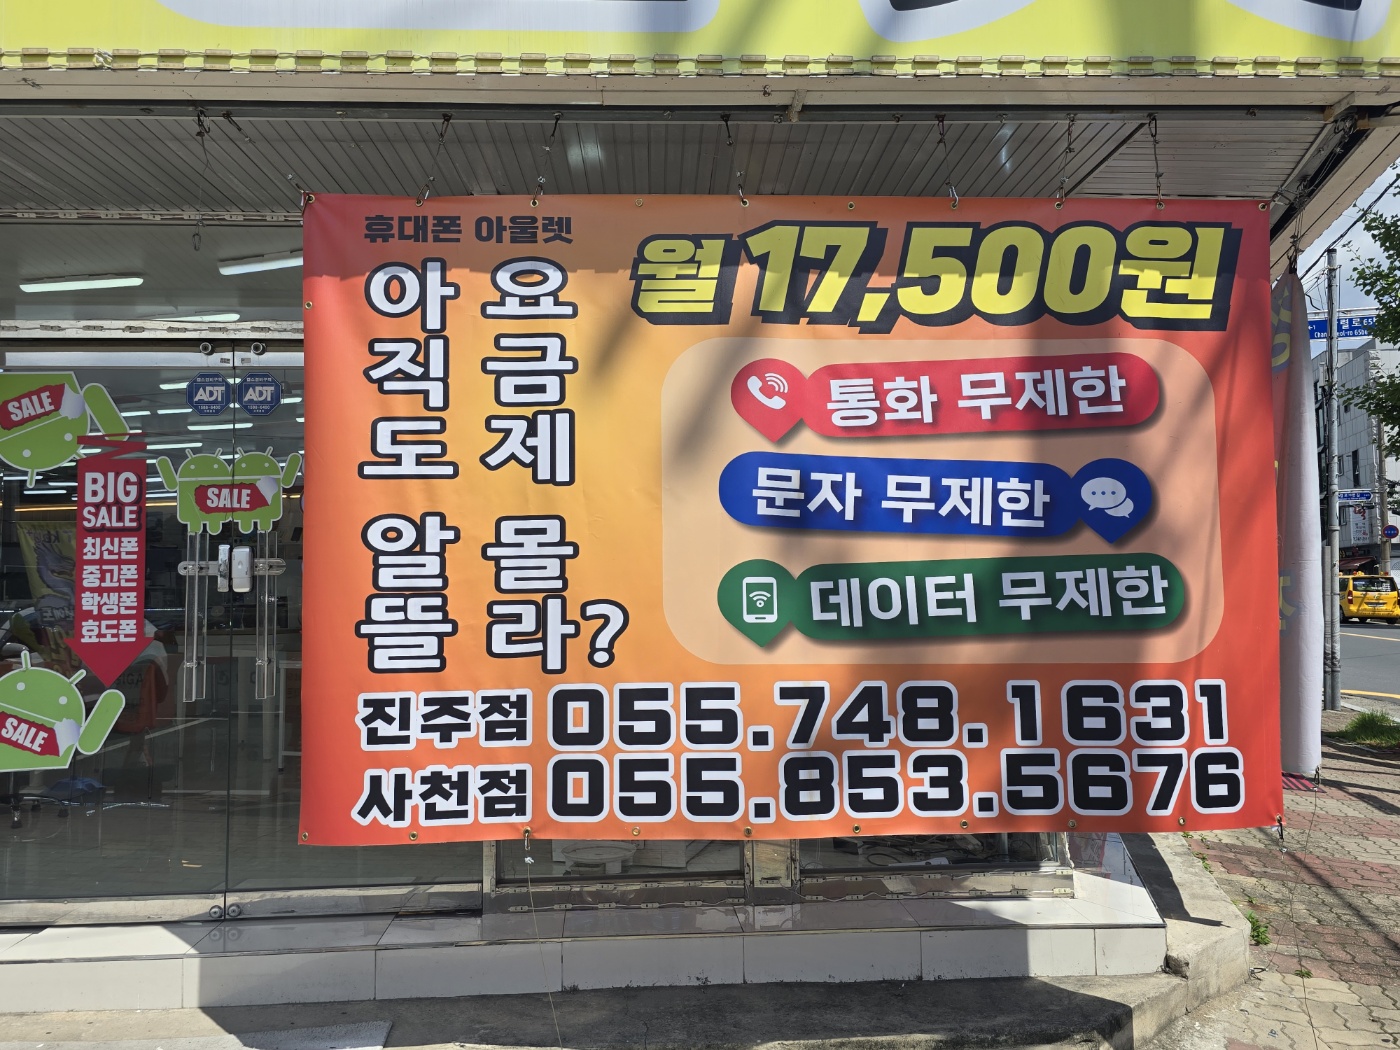 휴대폰 아울렛
아직도 알뜰
요금제 몰라?
월 17,500원
통화 무제한
문자 무제한
데이터 무제한
진주점 055.748.1631
사천점 055.853.5676
SALE
BIG
SALE
최신폰
중고폰
학생폰
효도폰
SALE
SALE
ADT
ADT